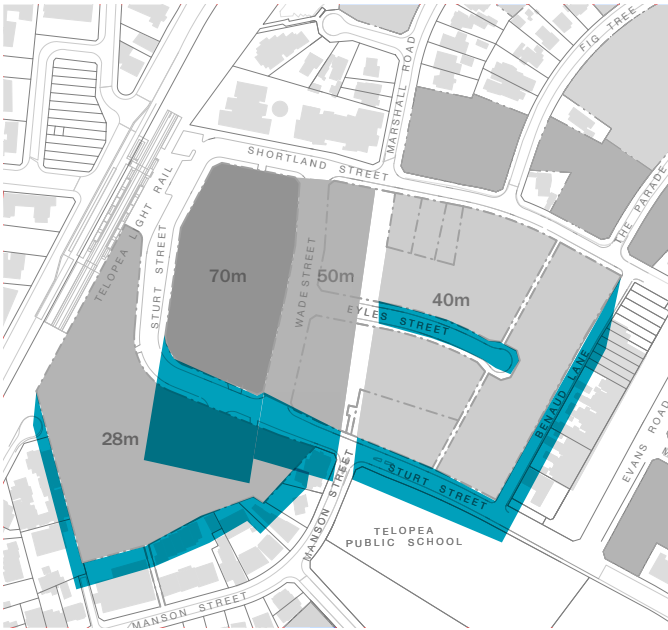 FIG TREE
MARSHALL ROAD
SHORTLAND STREET
THE PARADE
TELOPEA LIGHT RAIL
STURT STREET
70m
WADE STREET
50m
40m
EYLES STREET
BENAUD LANE
28m
EVANS ROAD
STURT STREET
MANSON STREET
TELOPEA
PUBLIC SCHOOL
MANSON STREET